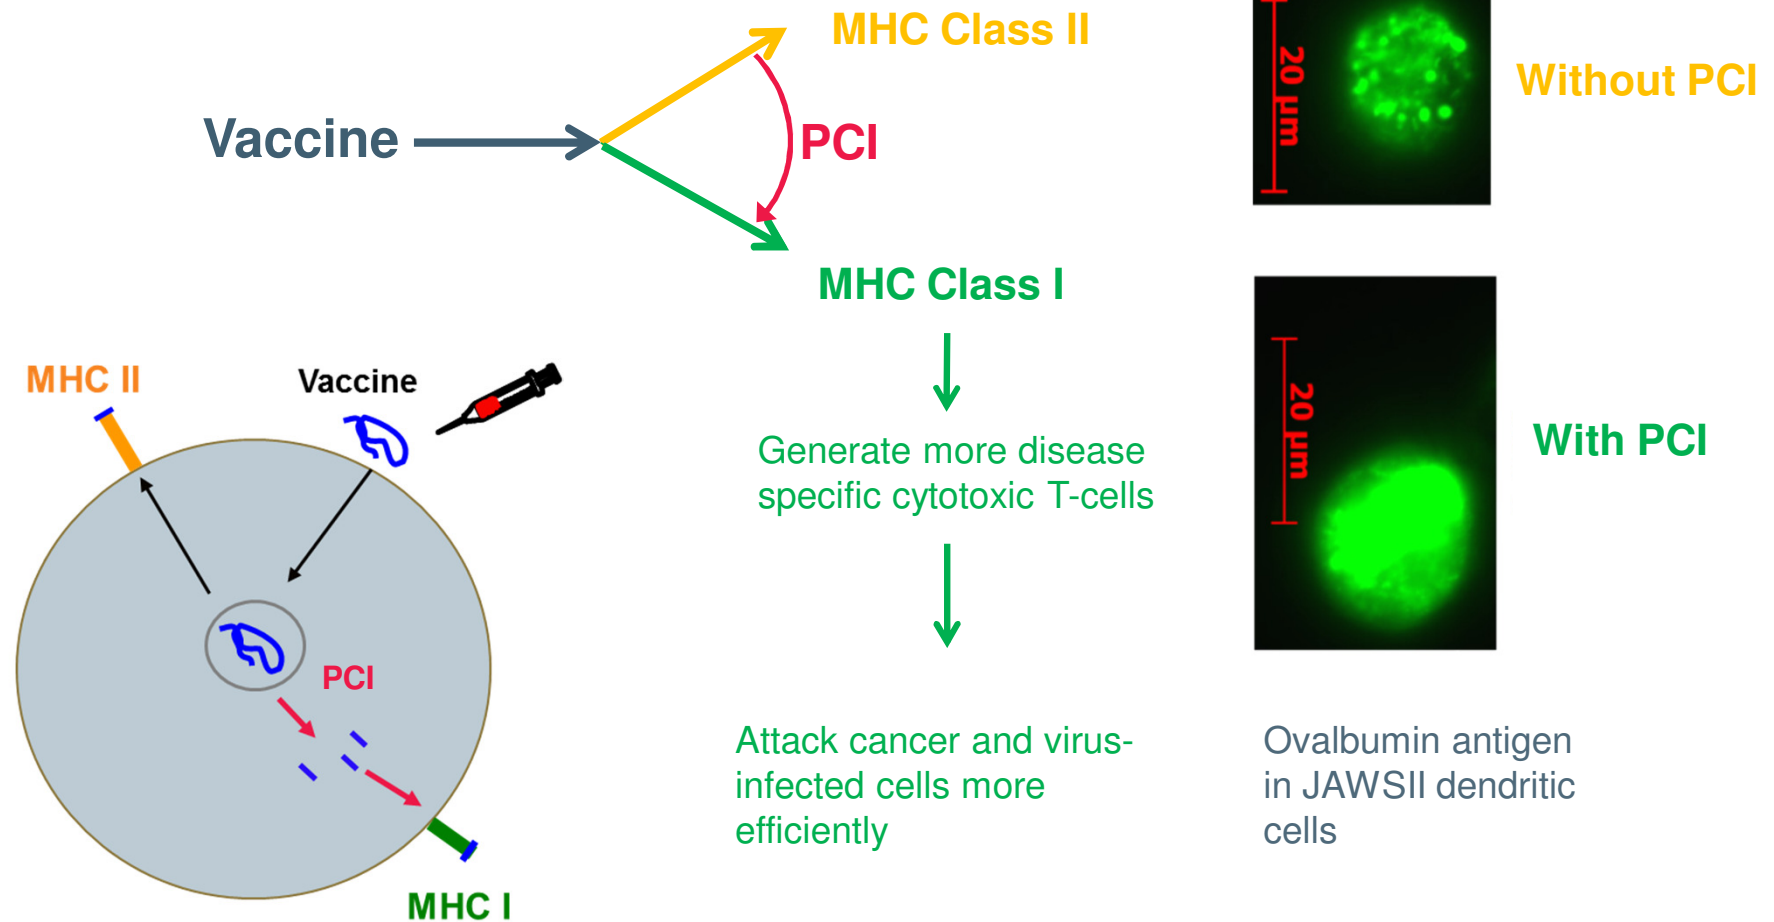 MHC Class II
Vaccine
PCI
MHC Class I
Generate more disease
specific cytotoxic T-cells
Attack cancer and virus-
infected cells more
efficiently
MHC II
Vaccine
PCI
MHC I
20 µm
Without PCI
20 µm
With PCI
Ovalbumin antigen
in JAWSII dendritic
cells